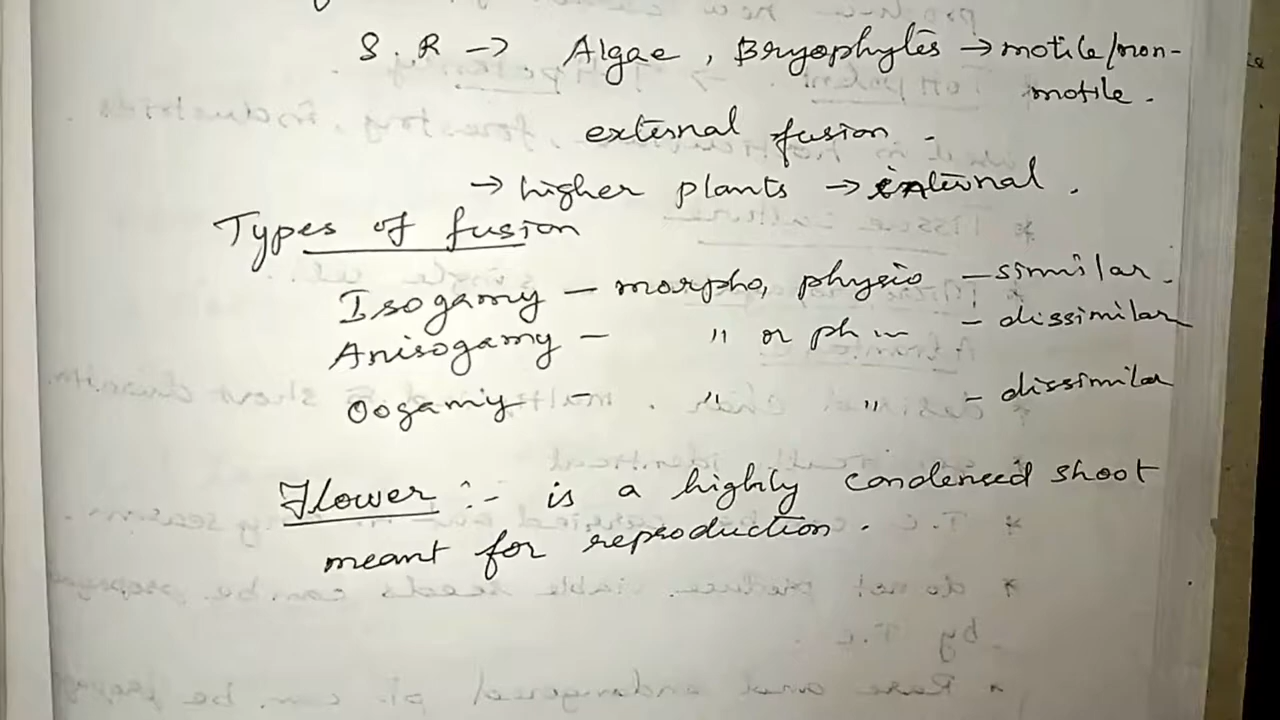 S.R → Algae, Bryophytes → motile/non-
motile.
external fusion.
→ higher plants → internal.
Types of fusion
Isogamy – morpho, physio – similar.
Anisogamy – " or ph – dissimilar
Oogamy – " " – dissimilar
Flower :- is a highly condensed shoot
meant for reproduction.